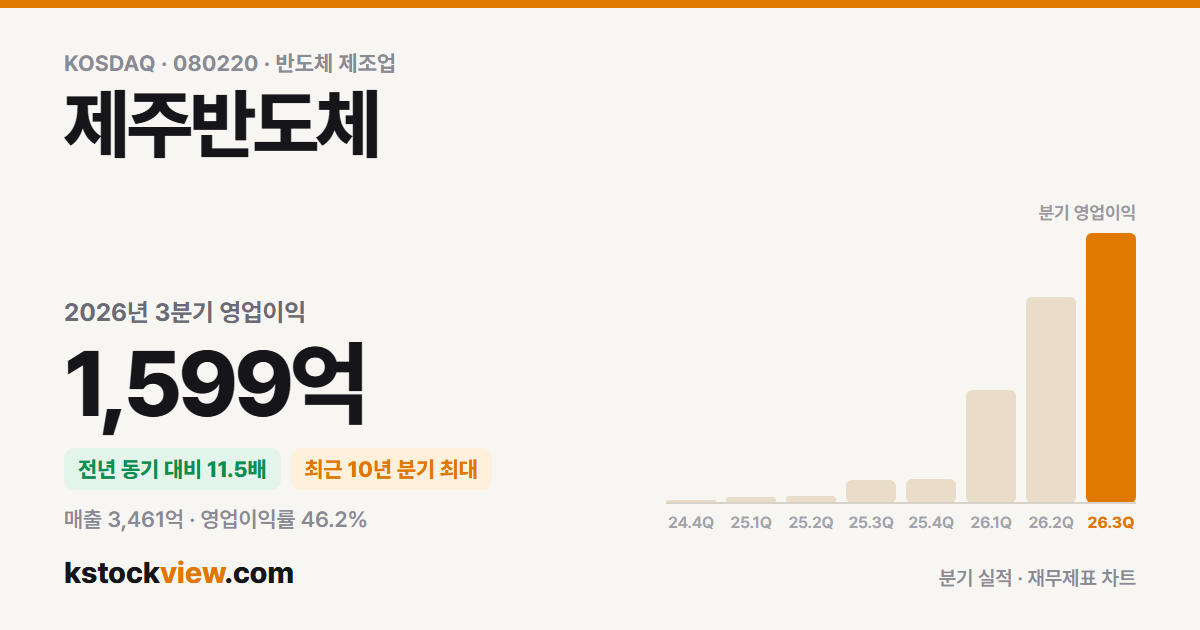 KOSDAQ · 080220 · 반도체 제조업
제주반도체
2026년 3분기 영업이익
1,599억
전년 동기 대비 11.5배 최근 10년 분기 최대
매출 3,461억 · 영업이익률 46.2%
kstockview.com
분기 영업이익
24.4Q 25.1Q 25.2Q 25.3Q 25.4Q 26.1Q 26.2Q 26.3Q
분기 실적 · 재무제표 차트